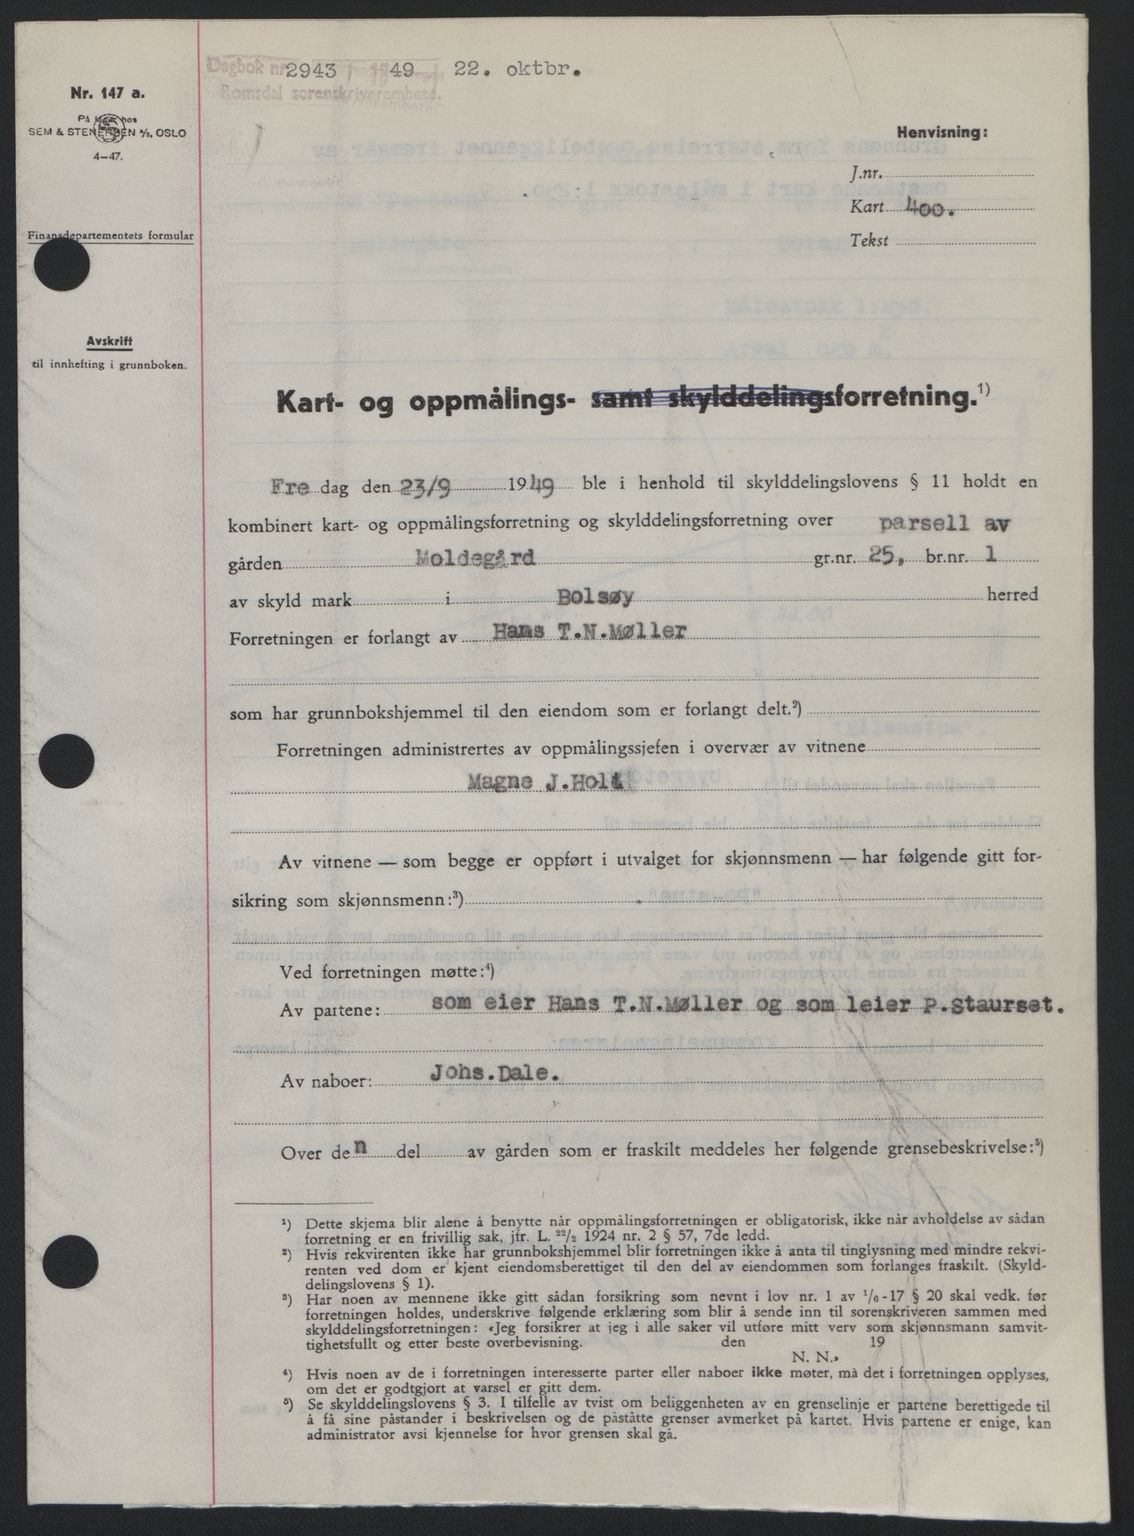 Dagbok nr. 2943 / 1949 22. oktbr.
Romsdal sorenskriverembete.
Nr. 147 a.
På lager hos
SEM & STENERSEN A/S, OSLO
4-47.
Finansdepartementets formular
Avskrift
til innhefting i grunnboken.
Henvisning:
J.nr.
Kart 400.
Tekst
Kart- og oppmålings- samt skylddelingsforretning.¹)
Fredag den 23/9 1949 ble i henhold til skylddelingslovens § 11 holdt en
kombinert kart- og oppmålingsforretning og skylddelingsforretning over parsell av
gården Moldegård gr.nr. 25, br.nr. 1
av skyld mark i Bolsøy herred
Forretningen er forlangt av Hans T.N.Møller
som har grunnbokshjemmel til den eiendom som er forlangt delt.²)
Forretningen administrertes av oppmålingssjefen i overvær av vitnene
Magne J.Holt
Av vitnene — som begge er oppført i utvalget for skjønnsmenn — har følgende gitt for-
sikring som skjønnsmenn:³)
Ved forretningen møtte:⁴)
Av partene: som eier Hans T.N.Møller og som leier P.Staurset.
Av naboer: Johs.Dale.
Over den del av gården som er fraskilt meddeles her følgende grensebeskrivelse:⁵)
¹) Dette skjema blir alene å benytte når oppmålingsforretningen er obligatorisk, ikke når avholdelse av sådan
forretning er en frivillig sak, jfr. L. ²²/₂ 1924 nr. 2 § 57, 7de ledd.
²) Hvis rekvirenten ikke har grunnbokshjemmel blir forretningen ikke å anta til tinglysning med mindre rekvi-
renten ved dom er kjent eiendomsberettiget til den del av eiendommen som forlanges fraskilt. (Skyld-
delingslovens § 1).
³) Har noen av mennene ikke gitt sådan forsikring som nevnt i lov nr. 1 av ¹/₆-17 § 20 skal vedk. før
forretningen holdes, underskrive følgende erklæring som blir å sende inn til sorenskriveren sammen med
skylddelingsforretningen: «Jeg forsikrer at jeg i alle saker vil utføre mitt verv som skjønnsmann samvit-
tighetsfullt og etter beste overbevisning. den 19
N. N.»
⁴) Hvis noen av de i forretningen interesserte parter eller naboer ikke møter, må det i forretningen opplyses,
om det er godtgjort at varsel er gitt dem.
⁵) Se skylddelingslovens § 3. I tilfelle av tvist om beliggenheten av en grenselinje er partene berettigede til
å få sine påstander i beskrivelsen og de påståtte grenser avmerket på kartet. Hvis partene er enige, kan
administrator avsi kjennelse for hvor grensen skal gå.